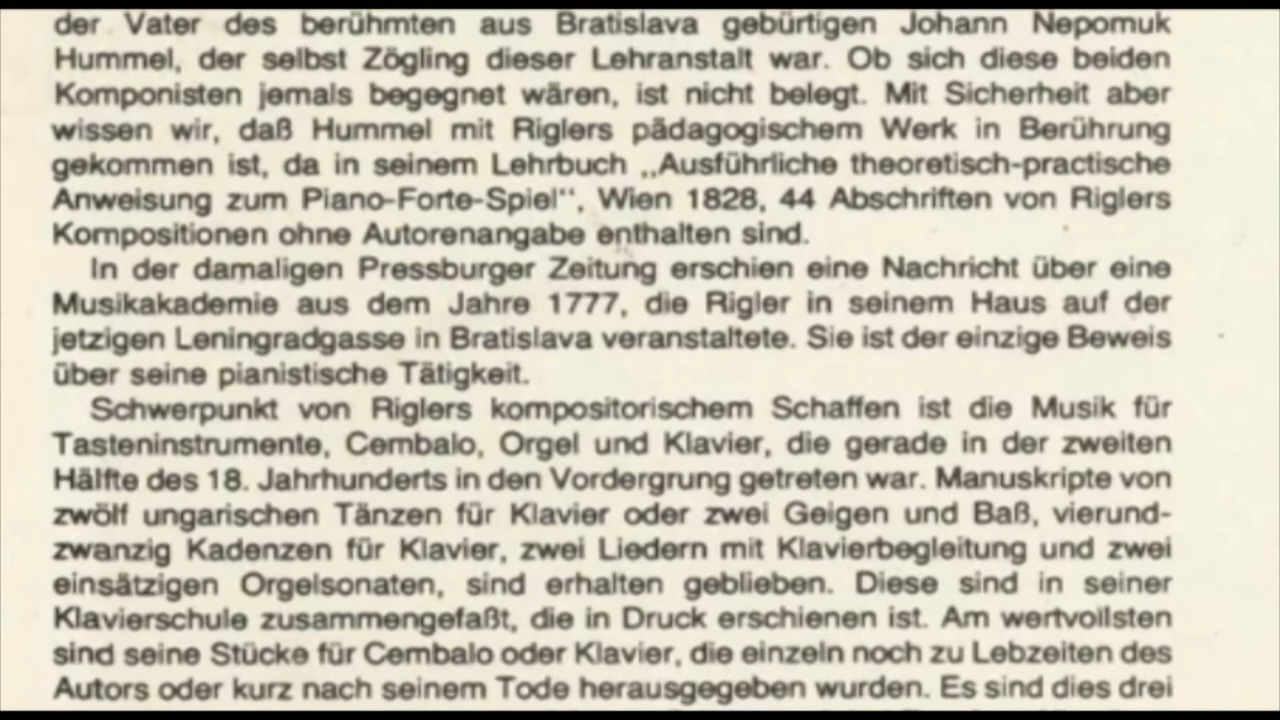 der Vater des berühmten aus Bratislava gebürtigen Johann Nepomuk
Hummel, der selbst Zögling dieser Lehranstalt war. Ob sich diese beiden
Komponisten jemals begegnet wären, ist nicht belegt. Mit Sicherheit aber
wissen wir, daß Hummel mit Riglers pädagogischem Werk in Berührung
gekommen ist, da in seinem Lehrbuch „Ausführliche theoretisch-practische
Anweisung zum Piano-Forte-Spiel“, Wien 1828, 44 Abschriften von Riglers
Kompositionen ohne Autorenangabe enthalten sind.
In der damaligen Pressburger Zeitung erschien eine Nachricht über eine
Musikakademie aus dem Jahre 1777, die Rigler in seinem Haus auf der
jetzigen Leningradgasse in Bratislava veranstaltete. Sie ist der einzige Beweis
über seine pianistische Tätigkeit.
Schwerpunkt von Riglers kompositorischem Schaffen ist die Musik für
Tasteninstrumente, Cembalo, Orgel und Klavier, die gerade in der zweiten
Hälfte des 18. Jahrhunderts in den Vordergrung getreten war. Manuskripte von
zwölf ungarischen Tänzen für Klavier oder zwei Geigen und Baß, vierund-
zwanzig Kadenzen für Klavier, zwei Liedern mit Klavierbegleitung und zwei
einsätzigen Orgelsonaten, sind erhalten geblieben. Diese sind in seiner
Klavierschule zusammengefaßt, die in Druck erschienen ist. Am wertvollsten
sind seine Stücke für Cembalo oder Klavier, die einzeln noch zu Lebzeiten des
Autors oder kurz nach seinem Tode herausgegeben wurden. Es sind dies drei